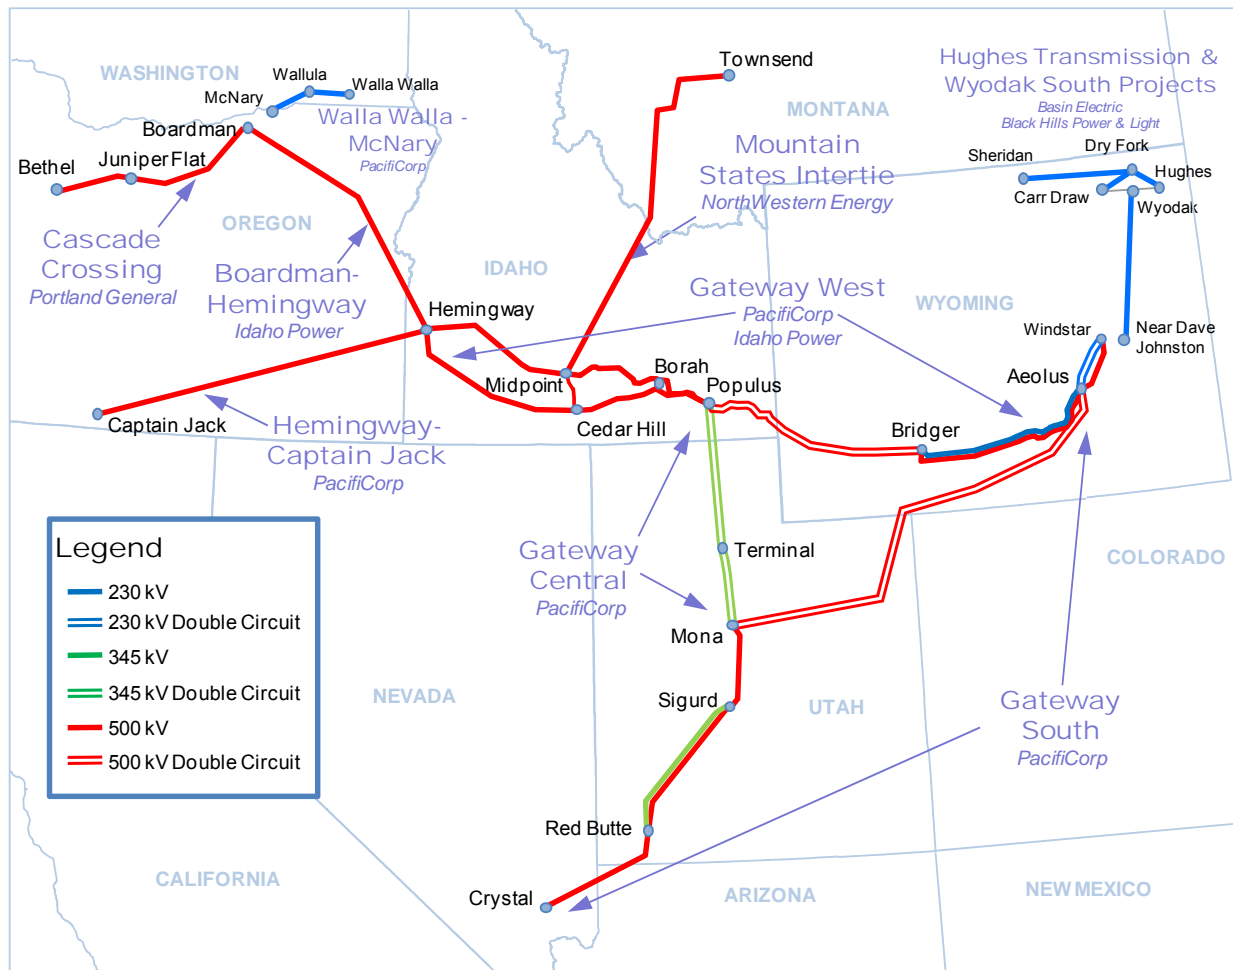 WASHINGTON
Wallula
Walla Walla
McNary
Boardman
Walla Walla -
McNary
PacifiCorp
Bethel
Juniper Flat
OREGON
Cascade
Crossing
Portland General
Boardman-
Hemingway
Idaho Power
IDAHO
Townsend
MONTANA
Mountain
States Intertie
NorthWestern Energy
Hughes Transmission &
Wyodak South Projects
Basin Electric
Black Hills Power & Light
Sheridan
Dry Fork
Hughes
Carr Draw
Wyodak
Gateway West
PacifiCorp
Idaho Power
WYOMING
Windstar
Near Dave
Johnston
Aeolus
Hemingway
Midpoint
Borah
Populus
Cedar Hill
Bridger
Captain Jack
Hemingway-
Captain Jack
PacifiCorp
Legend
230 kV
230 kV Double Circuit
345 kV
345 kV Double Circuit
500 kV
500 kV Double Circuit
Gateway
Central
PacifiCorp
Terminal
Mona
COLORADO
NEVADA
Sigurd
UTAH
Gateway
South
PacifiCorp
Red Butte
Crystal
CALIFORNIA
ARIZONA
NEW MEXICO